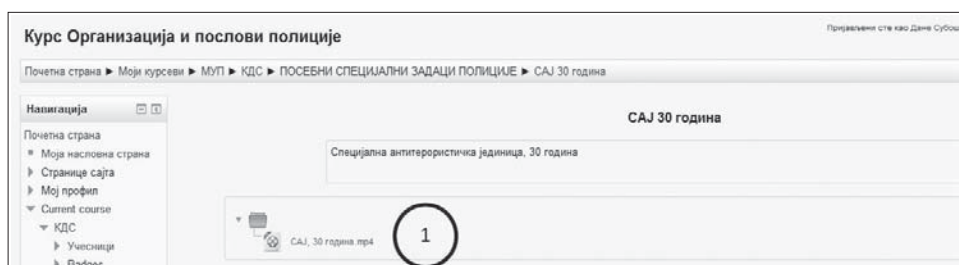 Курс Организација и послови полиције
Пријављени сте као Дане Субош
Почетна страна ► Моји курсеви ► МУП ► КДС ► ПОСЕБНИ СПЕЦИЈАЛНИ ЗАДАЦИ ПОЛИЦИЈЕ ► САЈ 30 година
Навигација
САЈ 30 година
Почетна страна
Моја насловна страна
Специјална антитерористичка јединица, 30 година
Странице сајта
Мој профил
Current course
КДС
САЈ, 30 година.mp4
1
Учесници
Badges